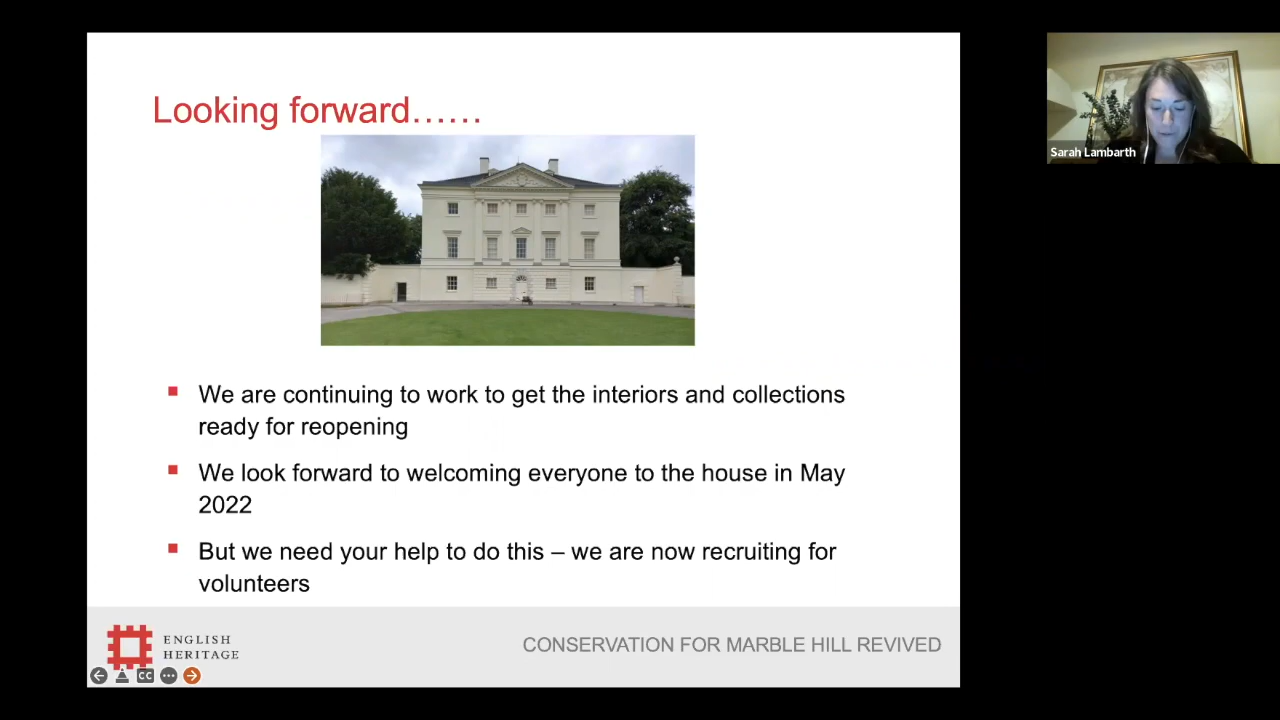 Looking forward……
We are continuing to work to get the interiors and collections
ready for reopening
We look forward to welcoming everyone to the house in May
2022
But we need your help to do this – we are now recruiting for
volunteers
ENGLISH
HERITAGE
CONSERVATION FOR MARBLE HILL REVIVED
CC
Sarah Lambarth